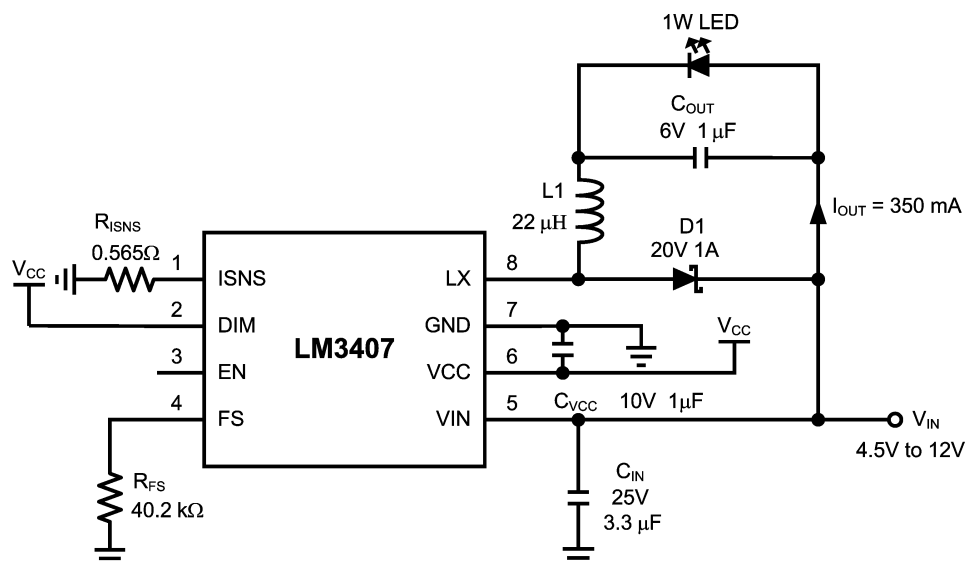 1W LED
COUT
6V 1 μF
L1
22 μH
IOUT = 350 mA
D1
20V 1A
RISNS
0.565Ω
VCC
1
ISNS
LX
8
2
DIM
GND
7
LM3407
VCC
3
EN
VCC
6
4
FS
VIN
5
CVCC 10V 1μF
VIN
4.5V to 12V
RFS
40.2 kΩ
CIN
25V
3.3 μF